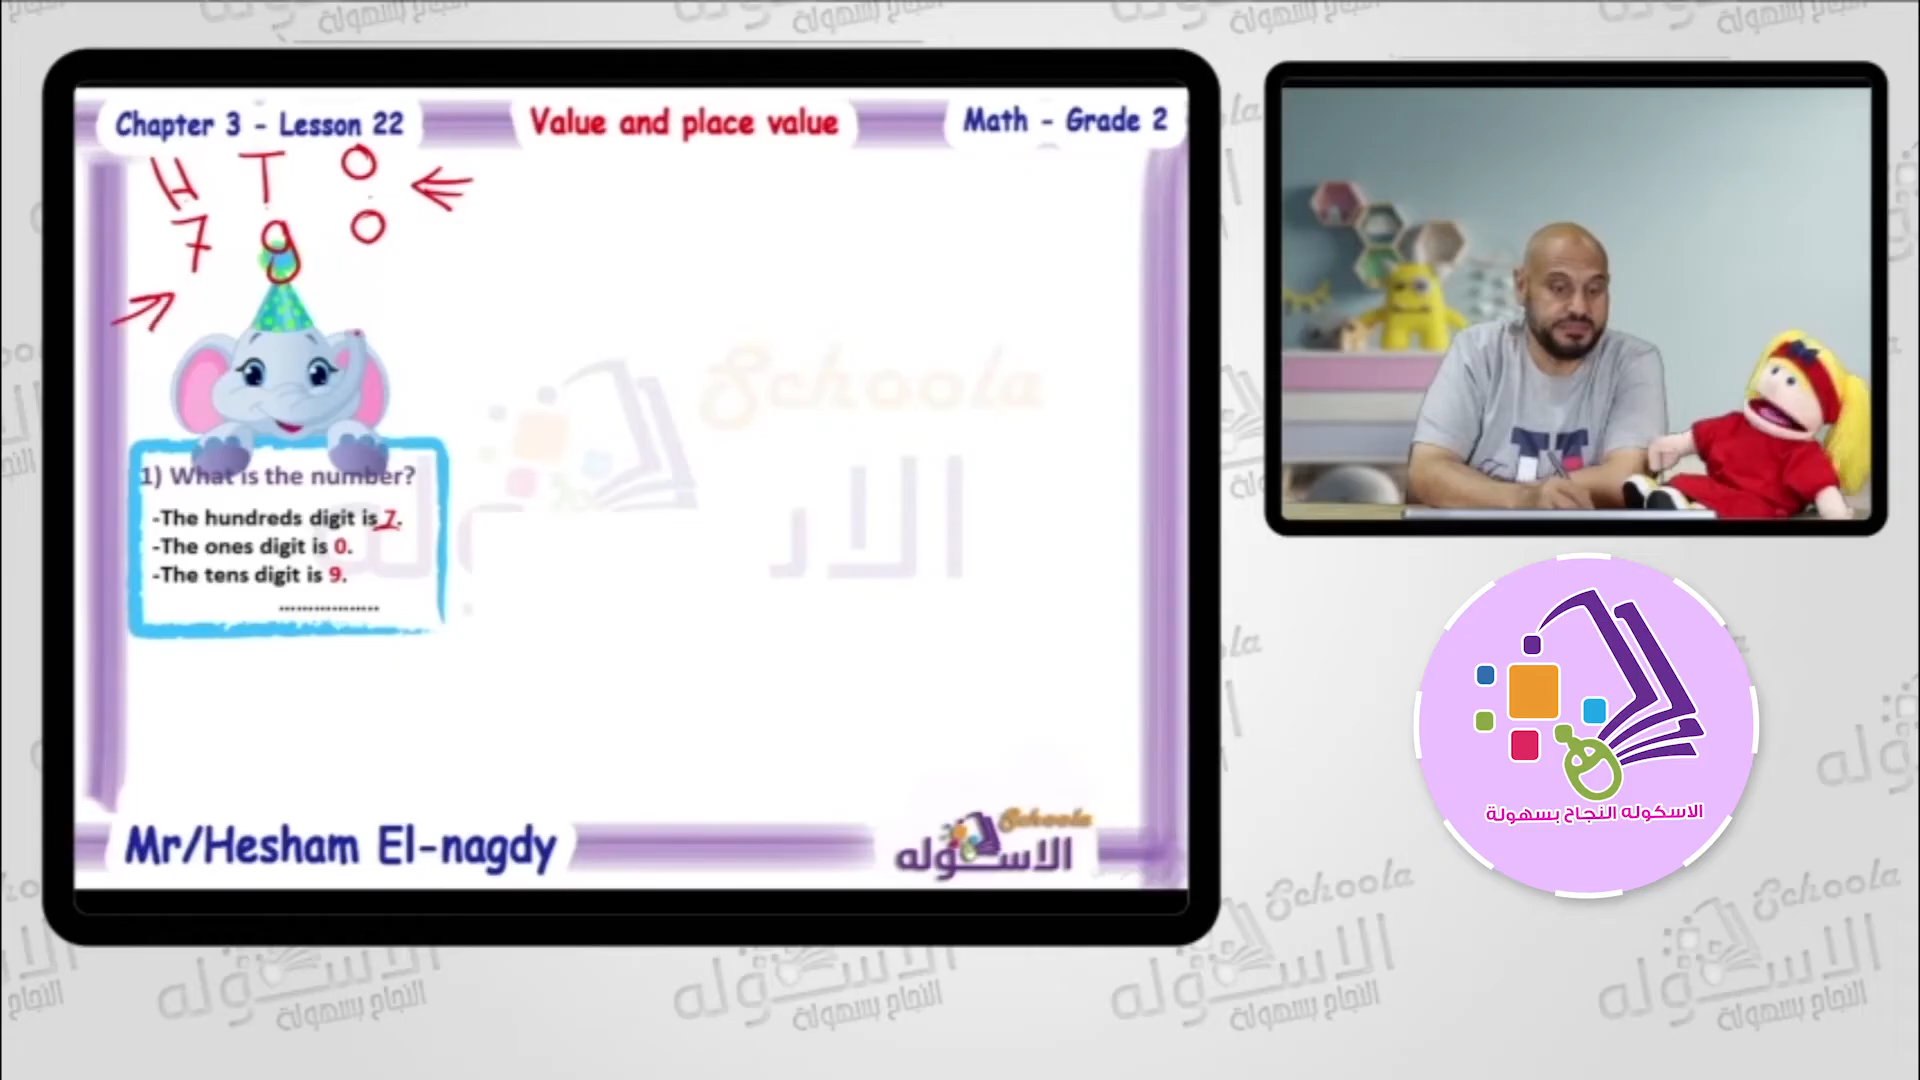 Chapter 3 - Lesson 22
Value and place value
Math - Grade 2
H T O
7 9 0
1) What is the number?
-The hundreds digit is 7.
-The ones digit is 0.
-The tens digit is 9.
..................
Schoola
Mr/Hesham El-nagdy
Schoola
الاسكوله
الاسكوله النجاح بسهولة